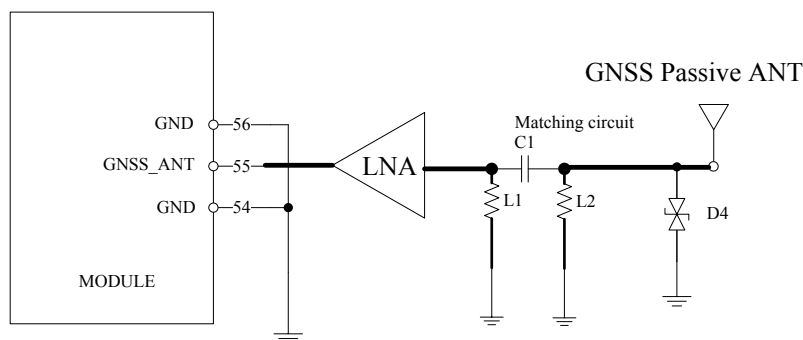 GNSS Passive ANT
Matching circuit
C1
GND
56
GNSS_ANT
55
LNA
GND
54
L1
L2
D4
MODULE